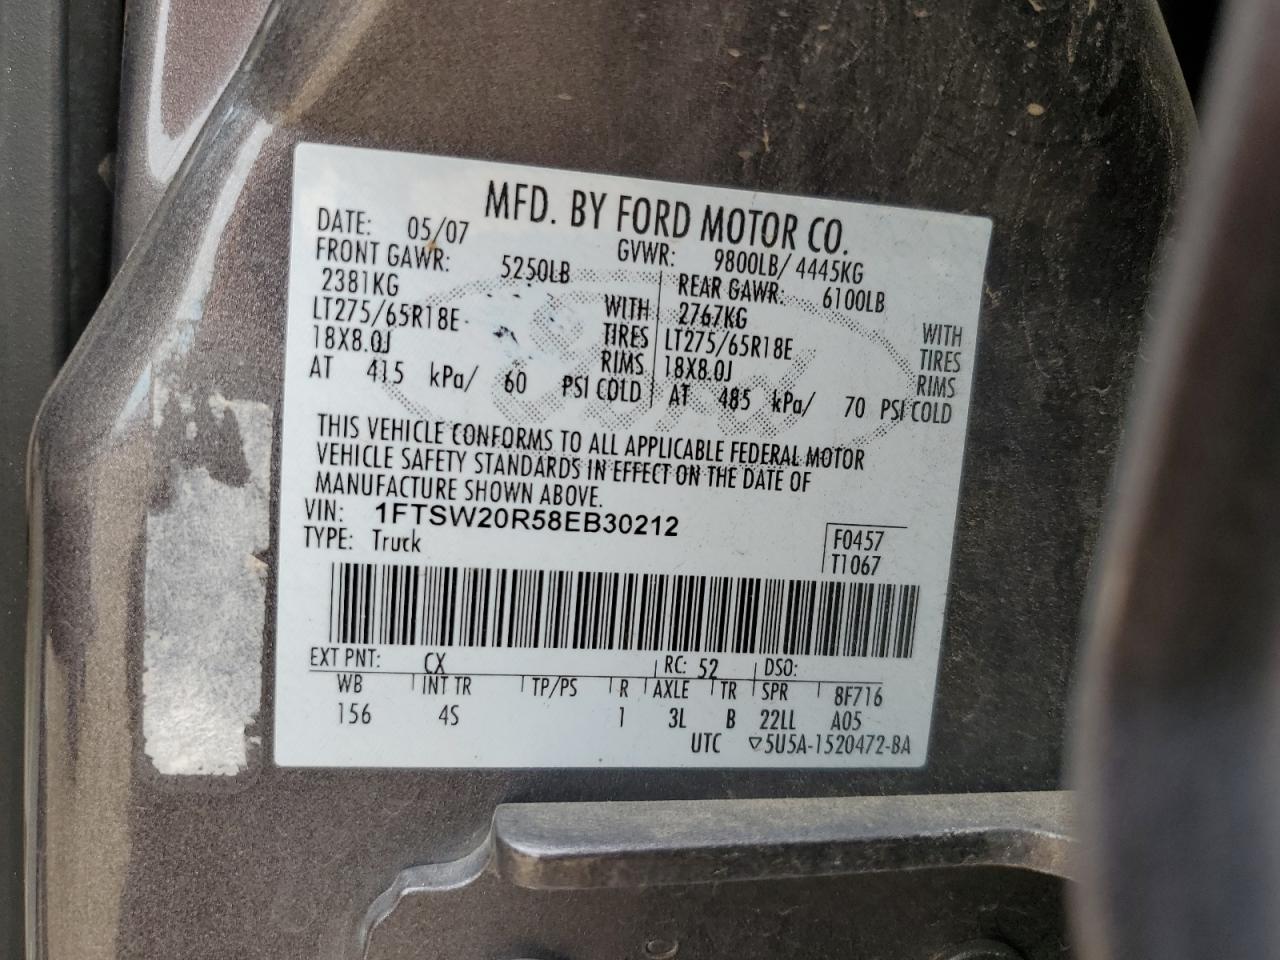 MFD. BY FORD MOTOR CO.
DATE: 05/07 GVWR: 9800LB/ 4445KG
FRONT GAWR: 5250LB REAR GAWR: 6100LB
2381KG WITH 2767KG WITH
LT275/65R18E TIRES LT275/65R18E TIRES
18X8.0J RIMS 18X8.0J RIMS
AT 415 kPa/ 60 PSI COLD AT 485 kPa/ 70 PSI COLD
THIS VEHICLE CONFORMS TO ALL APPLICABLE FEDERAL MOTOR
VEHICLE SAFETY STANDARDS IN EFFECT ON THE DATE OF
MANUFACTURE SHOWN ABOVE.
VIN: 1FTSW20R58EB30212
TYPE: Truck
F0457
T1067
EXT PNT: CX RC: 52 DSO:
WB INT TR TP/PS R AXLE TR SPR 8F716
156 4S 1 3L B 22LL A05
UTC ▽5U5A-1520472-BA